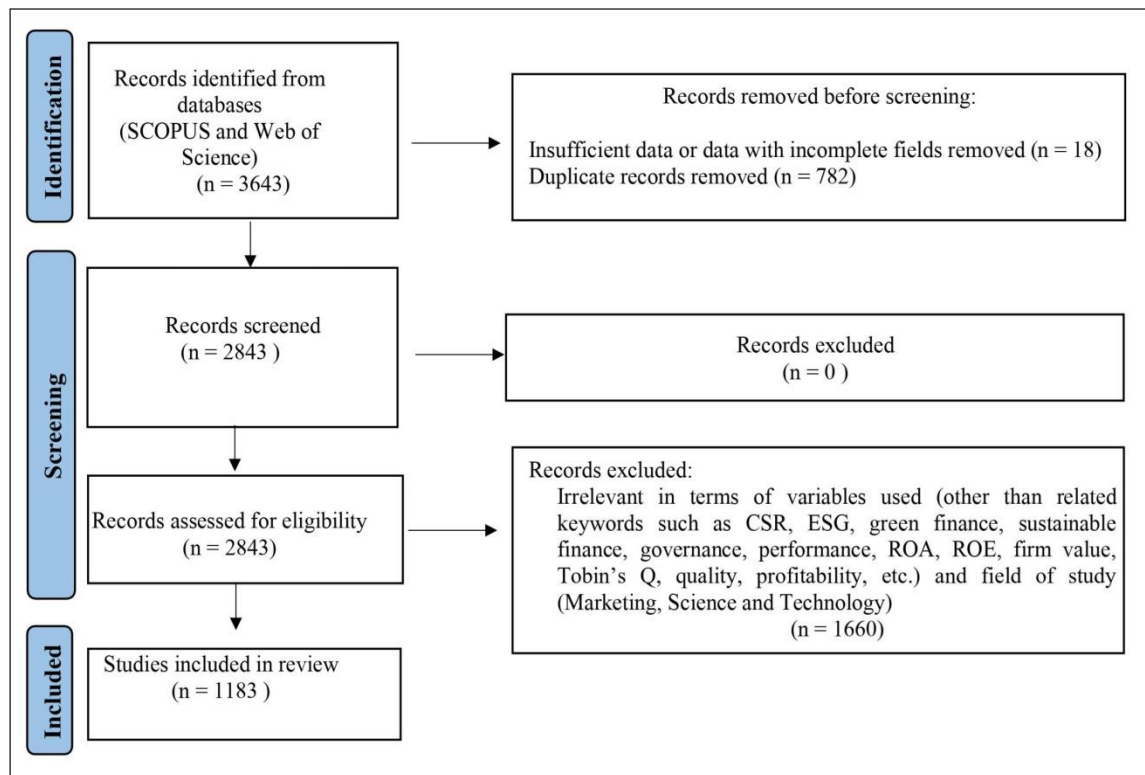 Identification
Records identified from
databases
(SCOPUS and Web of
Science)
(n = 3643)
Records removed before screening:
Insufficient data or data with incomplete fields removed (n = 18)
Duplicate records removed (n = 782)
Screening
Records screened
(n = 2843 )
Records excluded
(n = 0 )
Records assessed for eligibility
(n = 2843)
Records excluded:
Irrelevant in terms of variables used (other than related
keywords such as CSR, ESG, green finance, sustainable
finance, governance, performance, ROA, ROE, firm value,
Tobin’s Q, quality, profitability, etc.) and field of study
(Marketing, Science and Technology)
(n = 1660)
Included
Studies included in review
(n = 1183 )